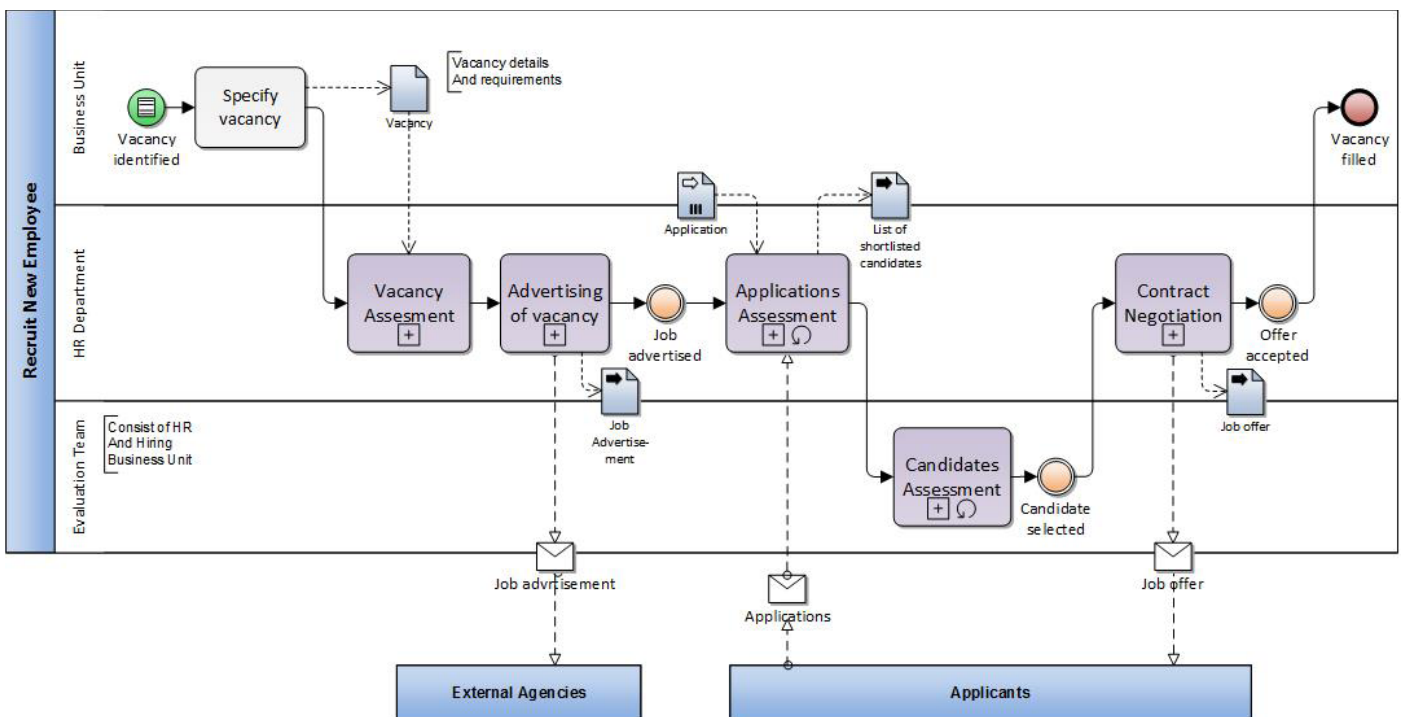 Recruit New Employee
Business Unit
Vacancy
identified
Specify
vacancy
Vacancy
Vacancy details
And requirements
Application
List of
shortlisted
candidates
Vacancy
filled
HR Department
Vacancy
Assesment
Advertising
of vacancy
Job
advertised
Applications
Assessment
Contract
Negotiation
Offer
accepted
Job
Advertise-
ment
Job offer
Evaluation Team
Consist of HR
And Hiring
Business Unit
Candidates
Assessment
Candidate
selected
Job advrtisement
Applications
Job offer
External Agencies
Applicants